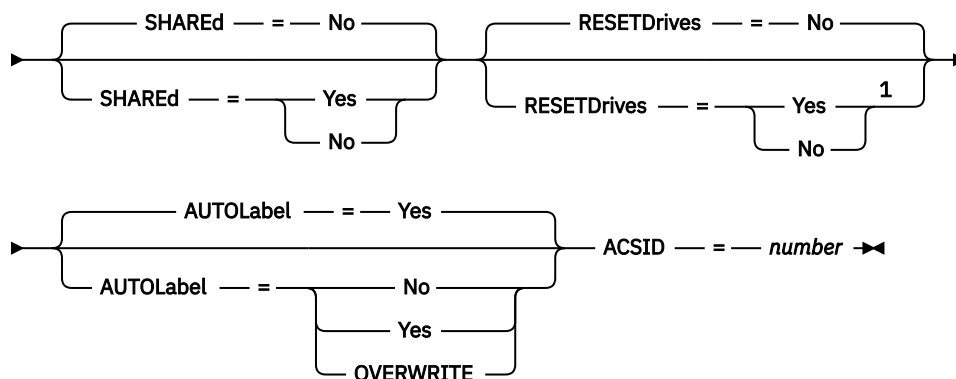 SHAREd = No RESETDrives = No
SHAREd = Yes RESETDrives = Yes 1
No No
AUTOLabel = Yes
ACSID = number
AUTOLabel = No
Yes
OVERWRITE